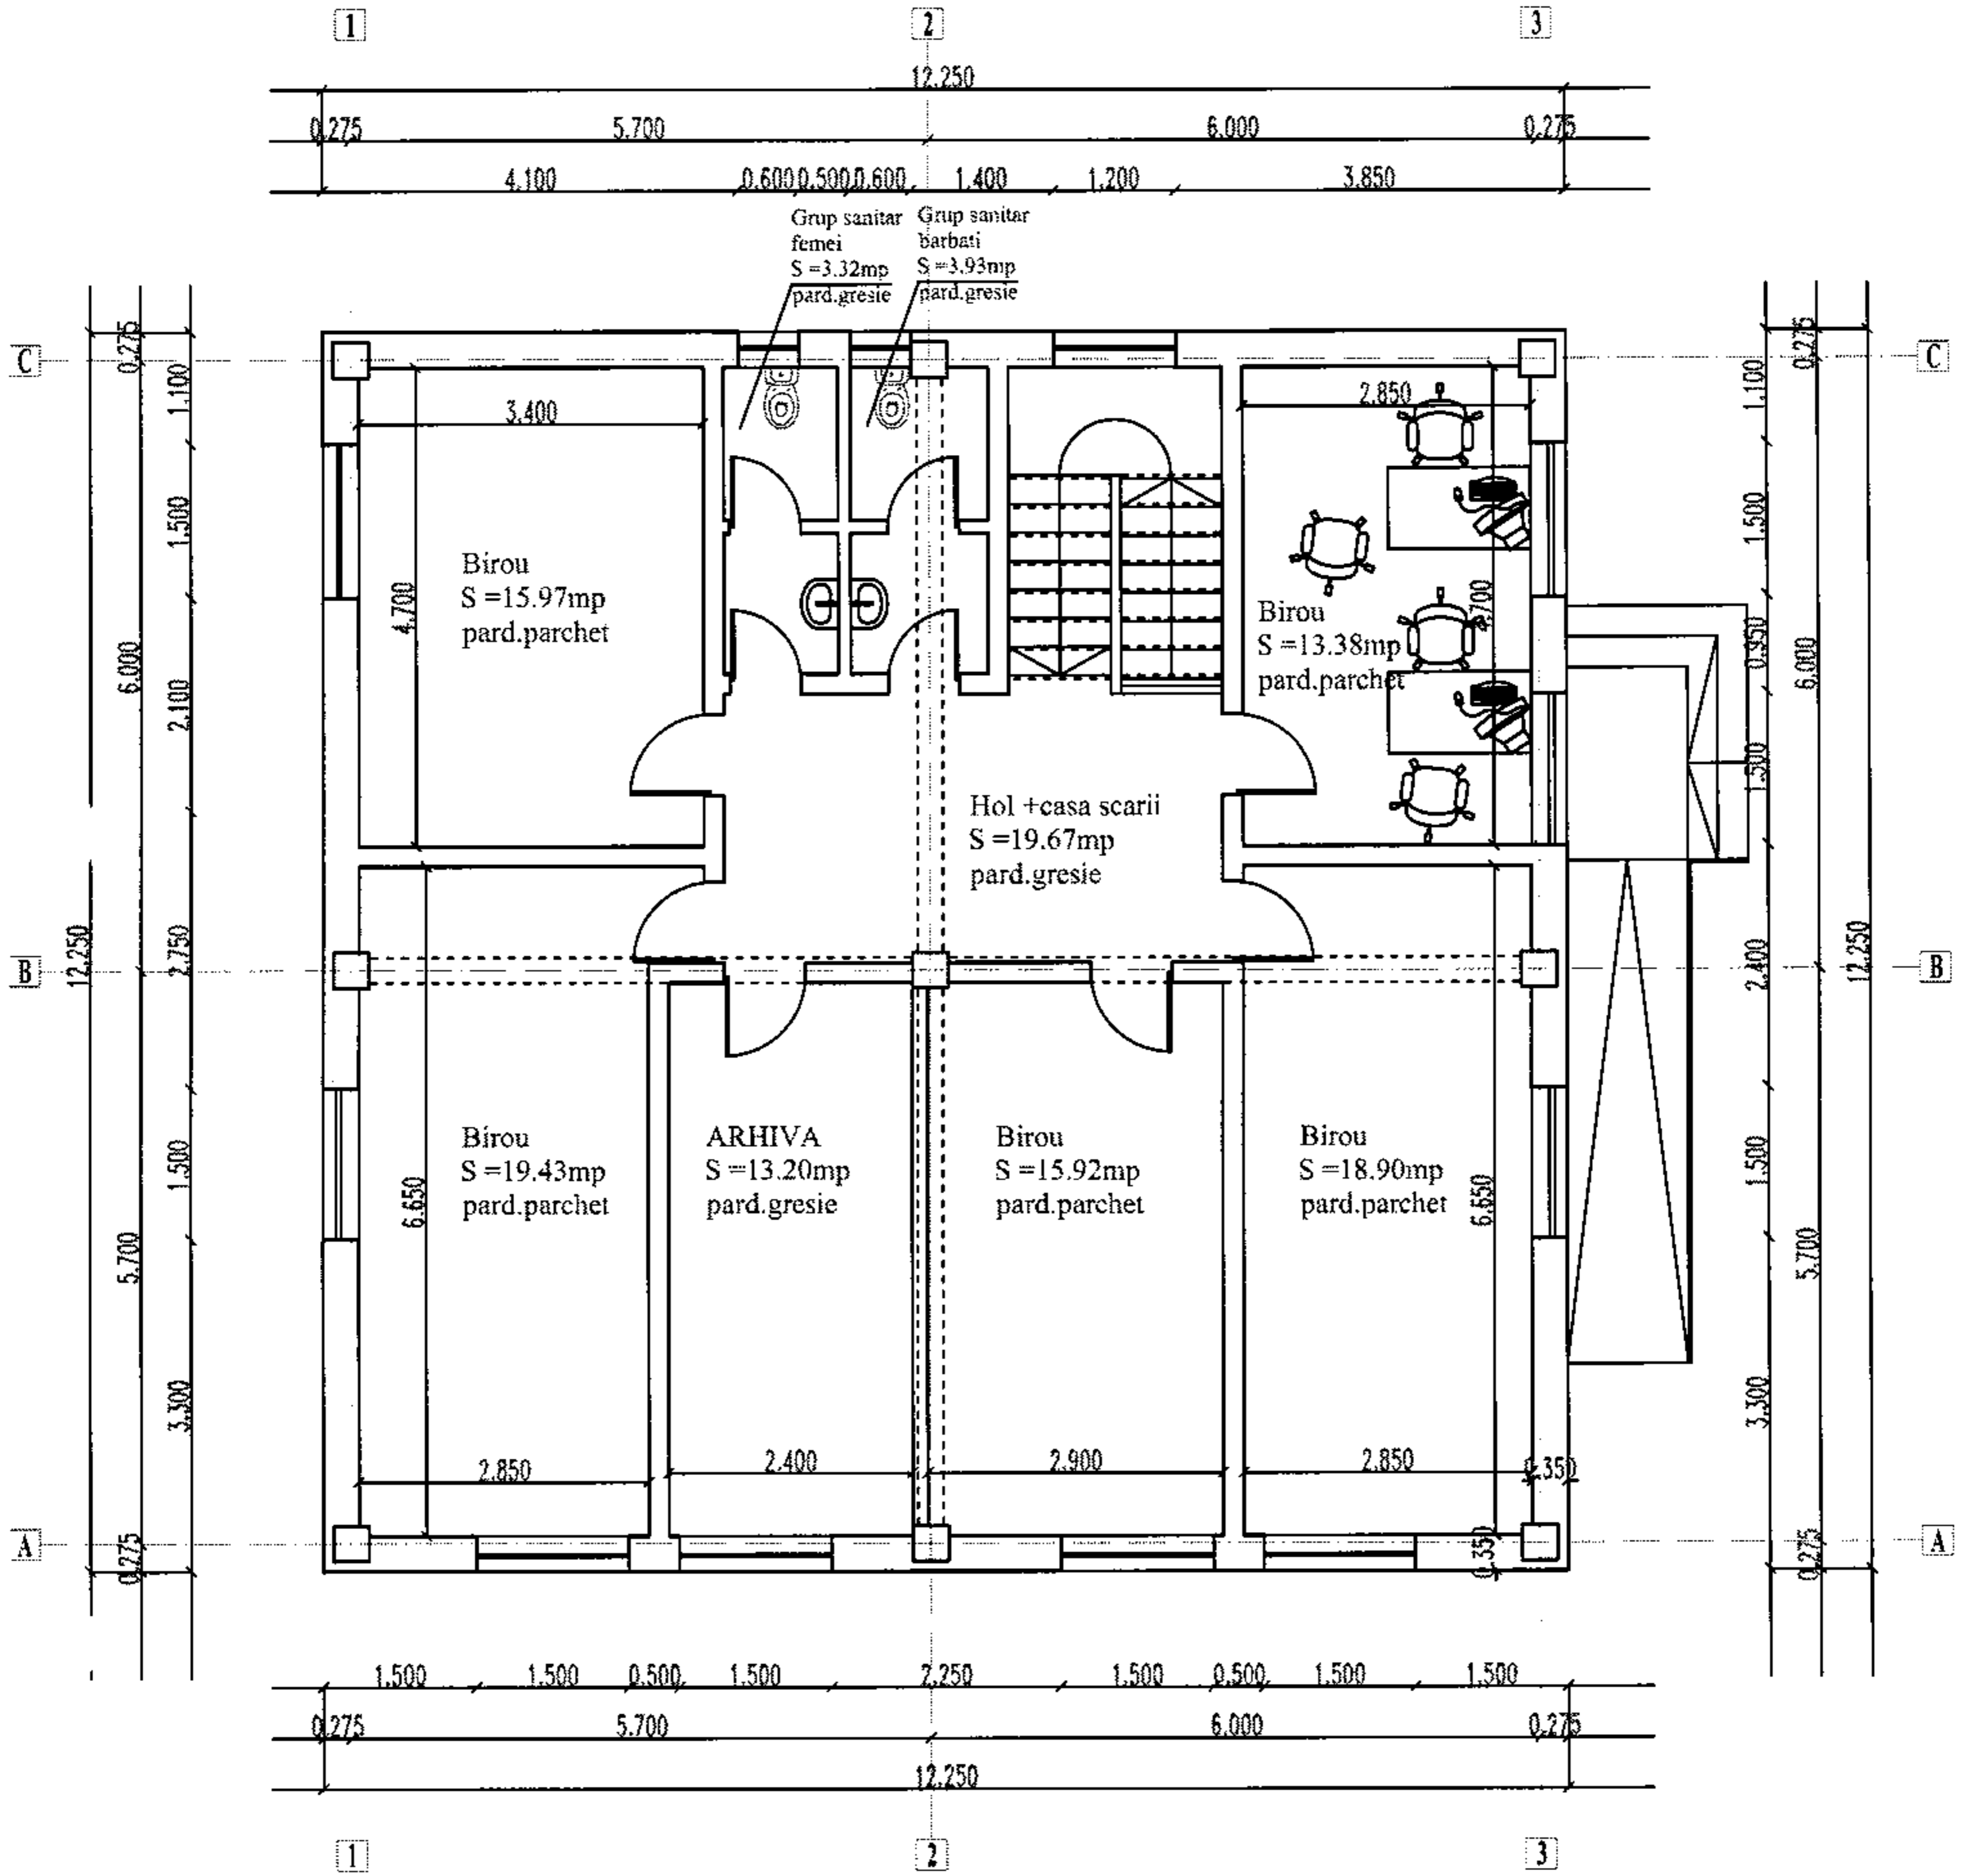 1 2 3
12.250
0.275 5.700 6.000 0.275
4.100 0.600 0.500 0.600 1.400 1.200 3.850
Grup sanitar
femei
S =3.32mp
pard.gresie
Grup sanitar
barbati
S =3.93mp
pard.gresie
C C
0.275
1.100
1.500
6.000
2.100
2.750
12.250
B
1.500
5.700
3.300
0.275
A
3.400
4.700
Birou
S =15.97mp
pard.parchet
2.850
4.700
Birou
S =13.38mp
pard.parchet
Hol +casa scarii
S =19.67mp
pard.gresie
0.275
1.100
1.500
0.950
6.000
1.500
2.400
12.250
B
1.500
5.700
3.300
0.275
A
Birou
S =19.43mp
pard.parchet
6.650
2.850
ARHIVA
S =13.20mp
pard.gresie
2.400
Birou
S =15.92mp
pard.parchet
2.900
Birou
S =18.90mp
pard.parchet
6.650
2.850
0.350
0.350
1.500 1.500 0.500 1.500 2.250 1.500 0.500 1.500 1.500
0.275 5.700 6.000 0.275
12.250
1 2 3